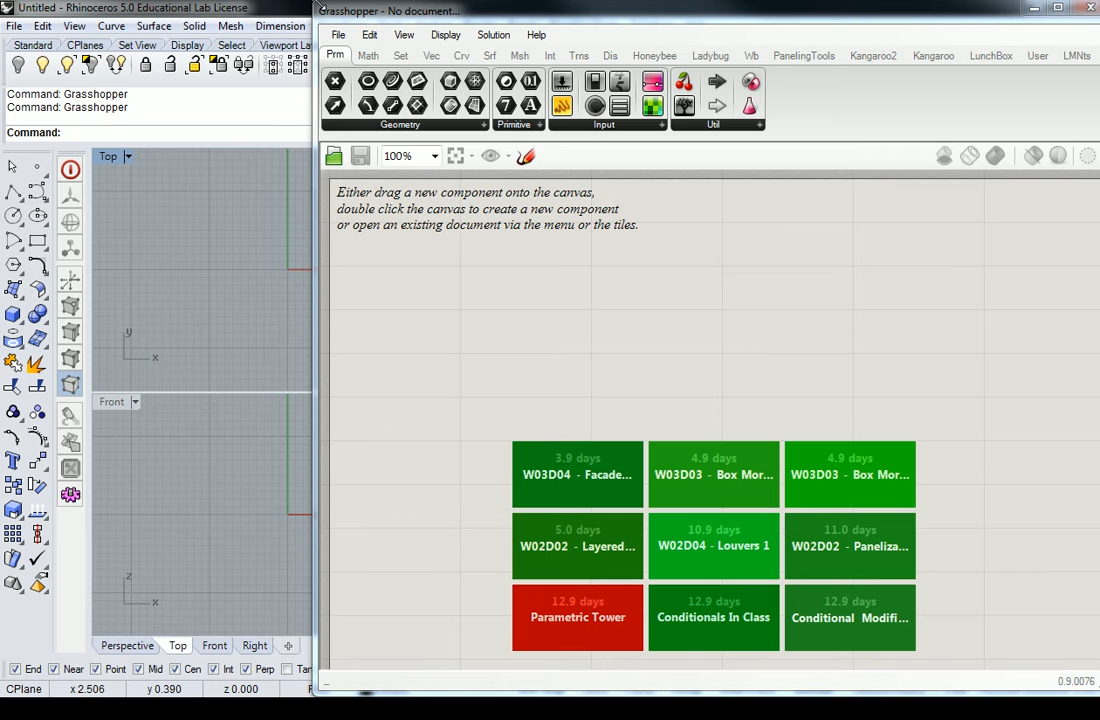 Untitled - Rhinoceros 5.0 Educational Lab License
File Edit View Curve Surface Solid Mesh Dimension
Standard CPlanes Set View Display Select Viewport La
Command: Grasshopper
Command: Grasshopper
Command:
Top
y
x
Front
z
x
Perspective Top Front Right
End Near Point Mid Cen Int Perp Tan
CPlane x 2.506 y 0.390 z 0.000
Grasshopper - No document...
File Edit View Display Solution Help
Prm Math Set Vec Crv Srf Msh Int Trns Dis Honeybee Ladybug Wb PanelingTools Kangaroo2 Kangaroo LunchBox User LMNts
Geometry Primitive Input Util
100%
Either drag a new component onto the canvas,
double click the canvas to create a new component
or open an existing document via the menu or the tiles.
3.9 days
W03D04 - Facade...
4.9 days
W03D03 - Box Mor...
4.9 days
W03D03 - Box Mor...
5.0 days
W02D02 - Layered...
10.9 days
W02D04 - Louvers 1
11.0 days
W02D02 - Paneliza...
12.9 days
Parametric Tower
12.9 days
Conditionals In Class
12.9 days
Conditional Modifi...
0.9.0076